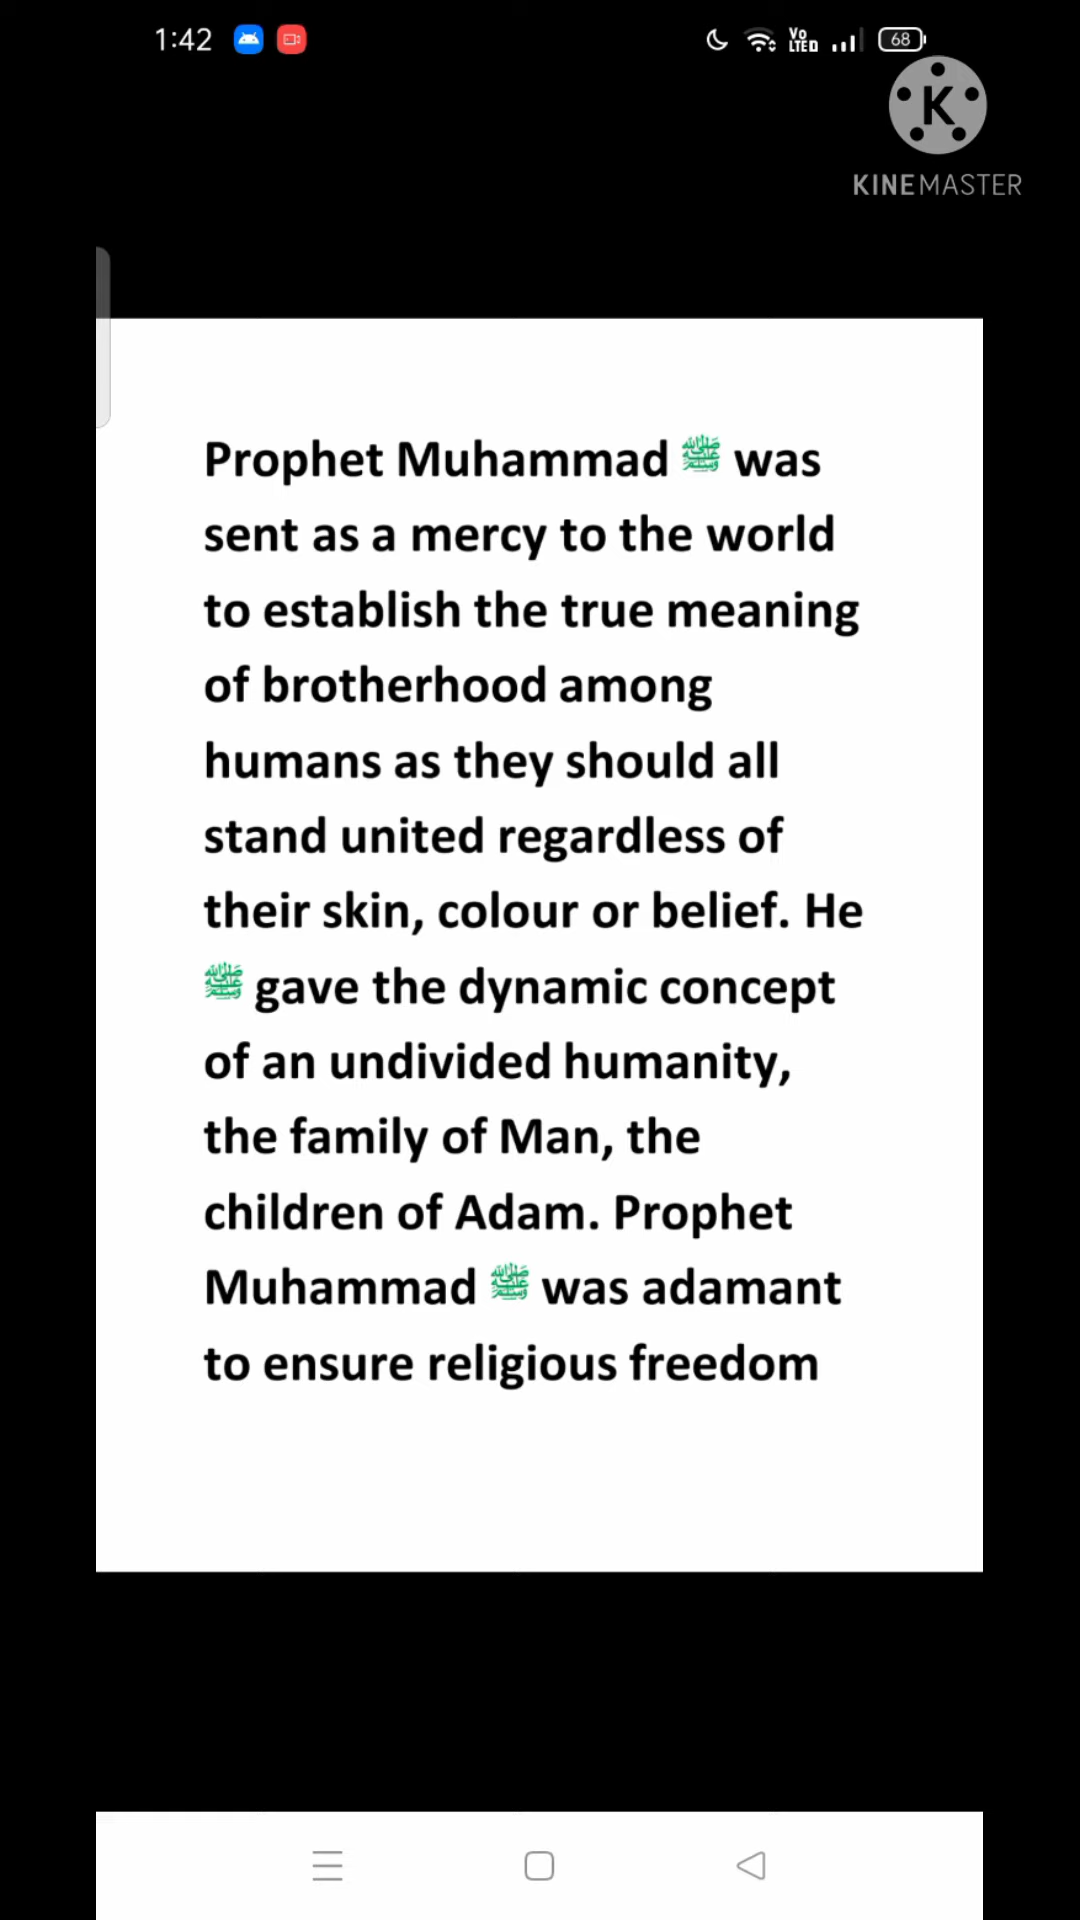 1:42
Vo
LTED
68
K
KINEMASTER
Prophet Muhammad ﷺ was
sent as a mercy to the world
to establish the true meaning
of brotherhood among
humans as they should all
stand united regardless of
their skin, colour or belief. He
ﷺ gave the dynamic concept
of an undivided humanity,
the family of Man, the
children of Adam. Prophet
Muhammad ﷺ was adamant
to ensure religious freedom